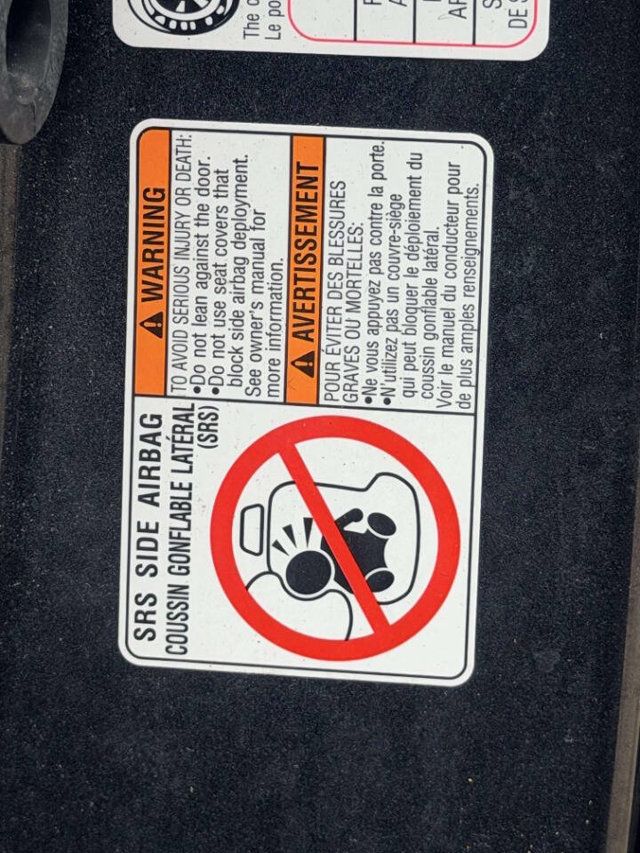 SRS SIDE AIRBAG
COUSSIN GONFLABLE LATÉRAL
(SRS)
WARNING
TO AVOID SERIOUS INJURY OR DEATH:
•Do not lean against the door.
•Do not use seat covers that
block side airbag deployment.
See owner's manual for
more information.
AVERTISSEMENT
POUR ÉVITER DES BLESSURES
GRAVES OU MORTELLES:
•Ne vous appuyez pas contre la porte.
•N'utilizez pas un couvre-siège
qui peut bloquer le déploiement du
coussin gonflable latéral.
Voir le manuel du conducteur pour
de plus amples renseignements.
The
Le
DE